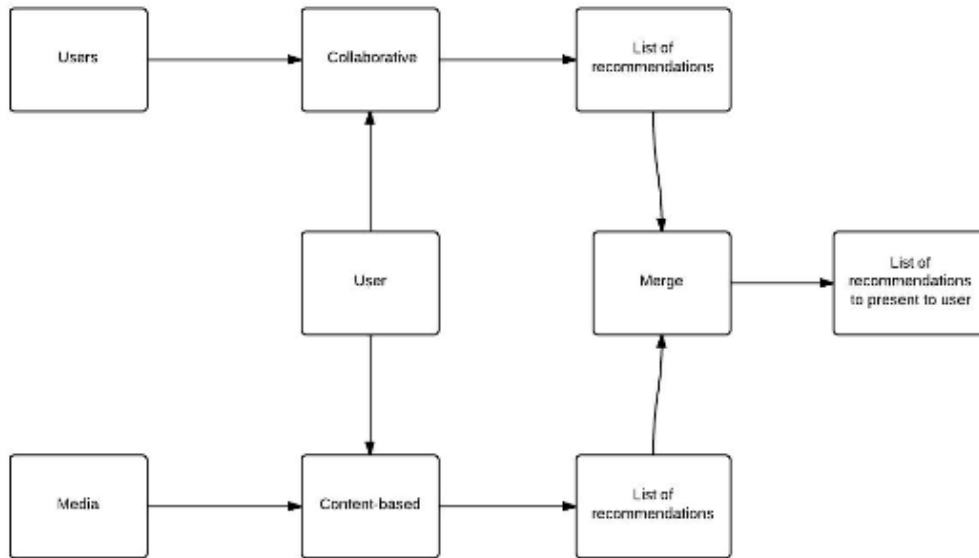 Users
Collaborative
List of
recommendations
User
Merge
List of
recommendations
to present to user
Media
Content-based
List of
recommendations